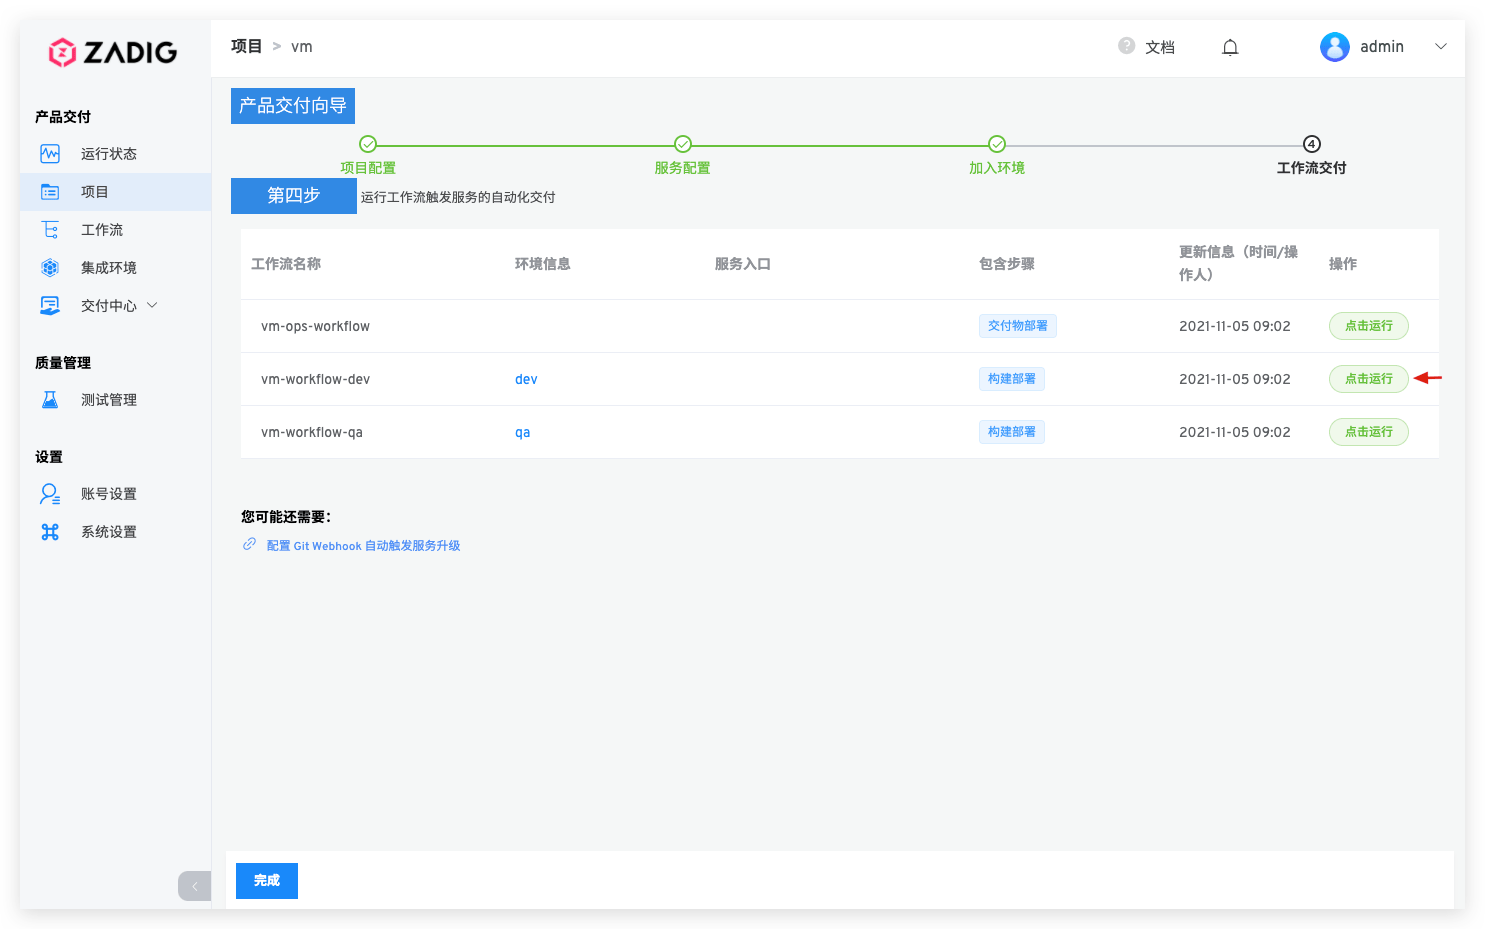 ZADIG
产品交付
运行状态
项目
工作流
集成环境
交付中心
质量管理
测试管理
设置
账号设置
系统设置
项目 > vm
? 文档
admin
产品交付向导
4
项目配置 服务配置 加入环境 工作流交付
第四步 运行工作流触发服务的自动化交付
工作流名称 环境信息 服务入口 包含步骤 更新信息（时间/操作人） 操作
vm-ops-workflow 交付物部署 2021-11-05 09:02 点击运行
vm-workflow-dev dev 构建部署 2021-11-05 09:02 点击运行
vm-workflow-qa qa 构建部署 2021-11-05 09:02 点击运行
您可能还需要：
配置 Git Webhook 自动触发服务升级
完成